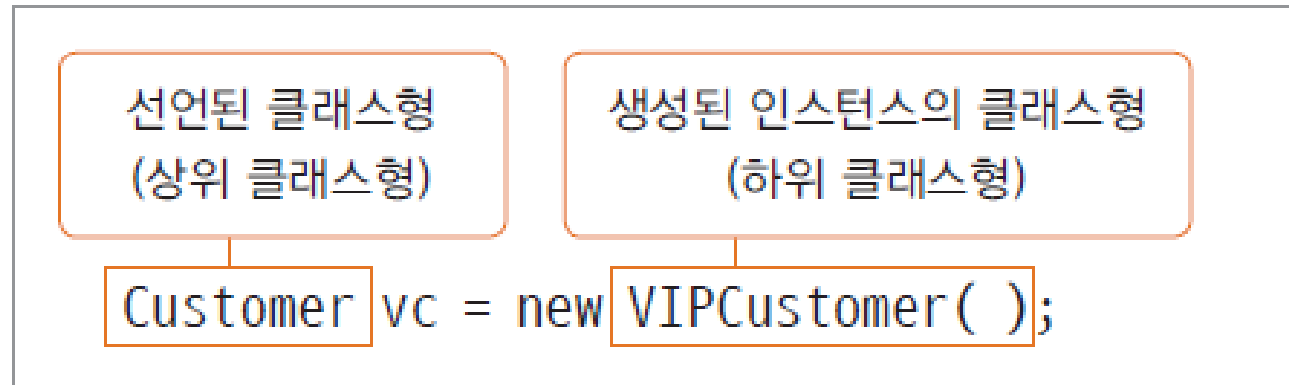 선언된 클래스형
(상위 클래스형)
생성된 인스턴스의 클래스형
(하위 클래스형)
Customer vc = new VIPCustomer( );